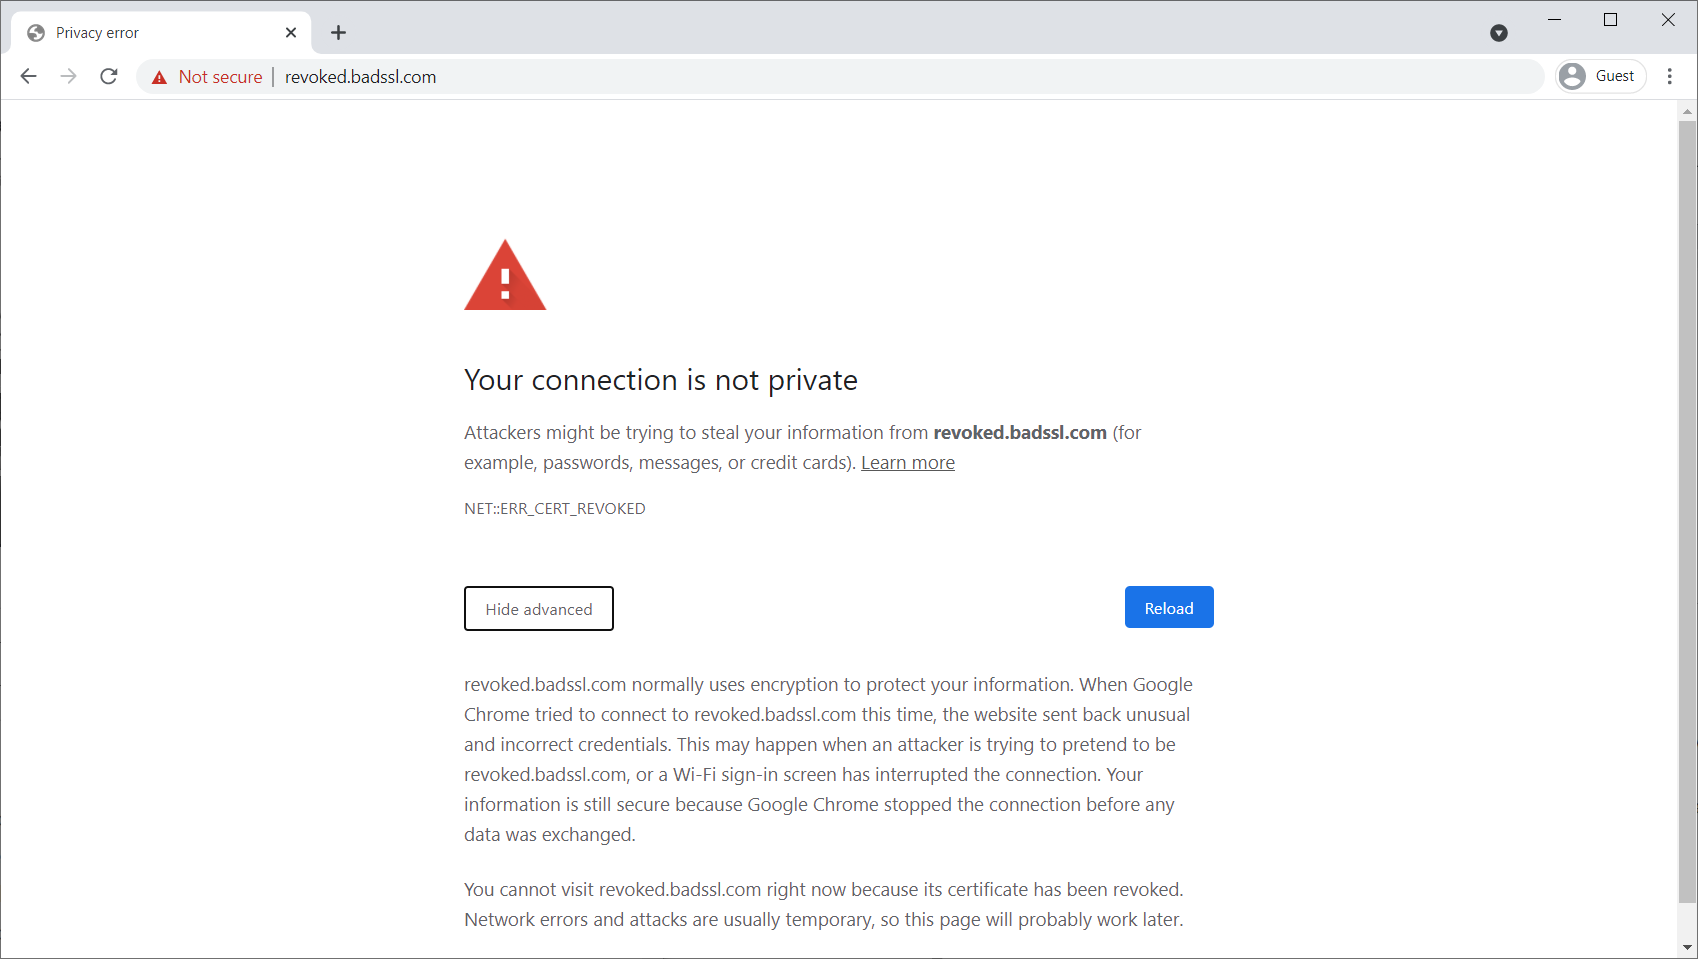 Privacy error
Not secure | revoked.badssl.com
Guest
Your connection is not private
Attackers might be trying to steal your information from revoked.badssl.com (for
example, passwords, messages, or credit cards). Learn more
NET::ERR_CERT_REVOKED
Hide advanced
Reload
revoked.badssl.com normally uses encryption to protect your information. When Google
Chrome tried to connect to revoked.badssl.com this time, the website sent back unusual
and incorrect credentials. This may happen when an attacker is trying to pretend to be
revoked.badssl.com, or a Wi-Fi sign-in screen has interrupted the connection. Your
information is still secure because Google Chrome stopped the connection before any
data was exchanged.
You cannot visit revoked.badssl.com right now because its certificate has been revoked.
Network errors and attacks are usually temporary, so this page will probably work later.